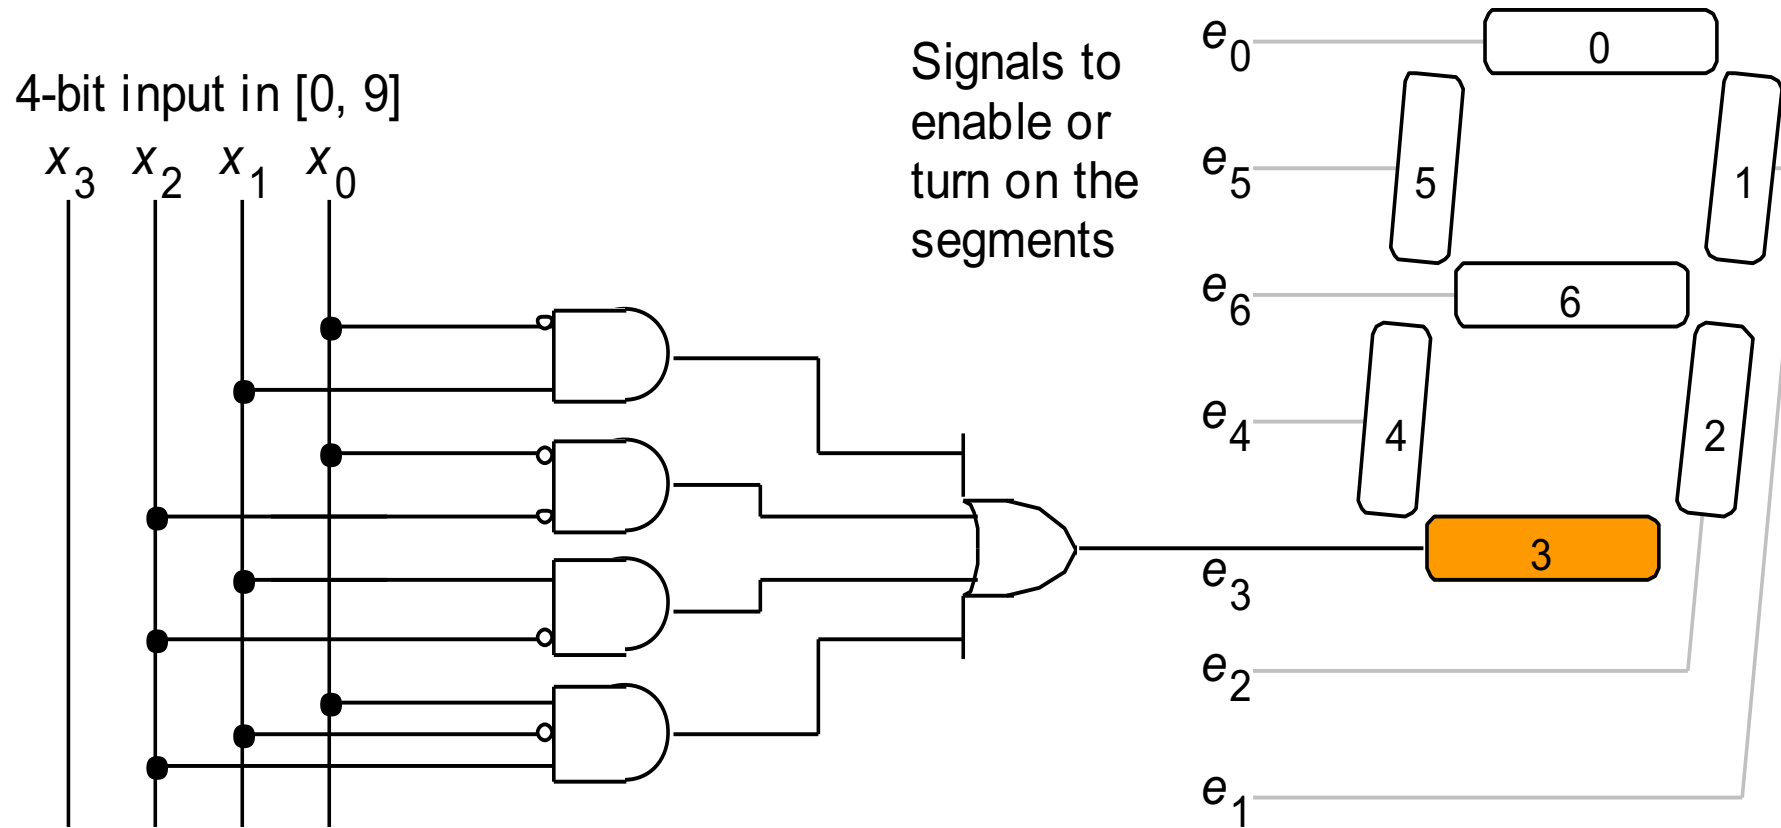 4-bit input in [0, 9]
x3 x2 x1 x0
Signals to
enable or
turn on the
segments
e0
0
e5
5
1
e6
6
e4
4
2
e3
3
e2
e1